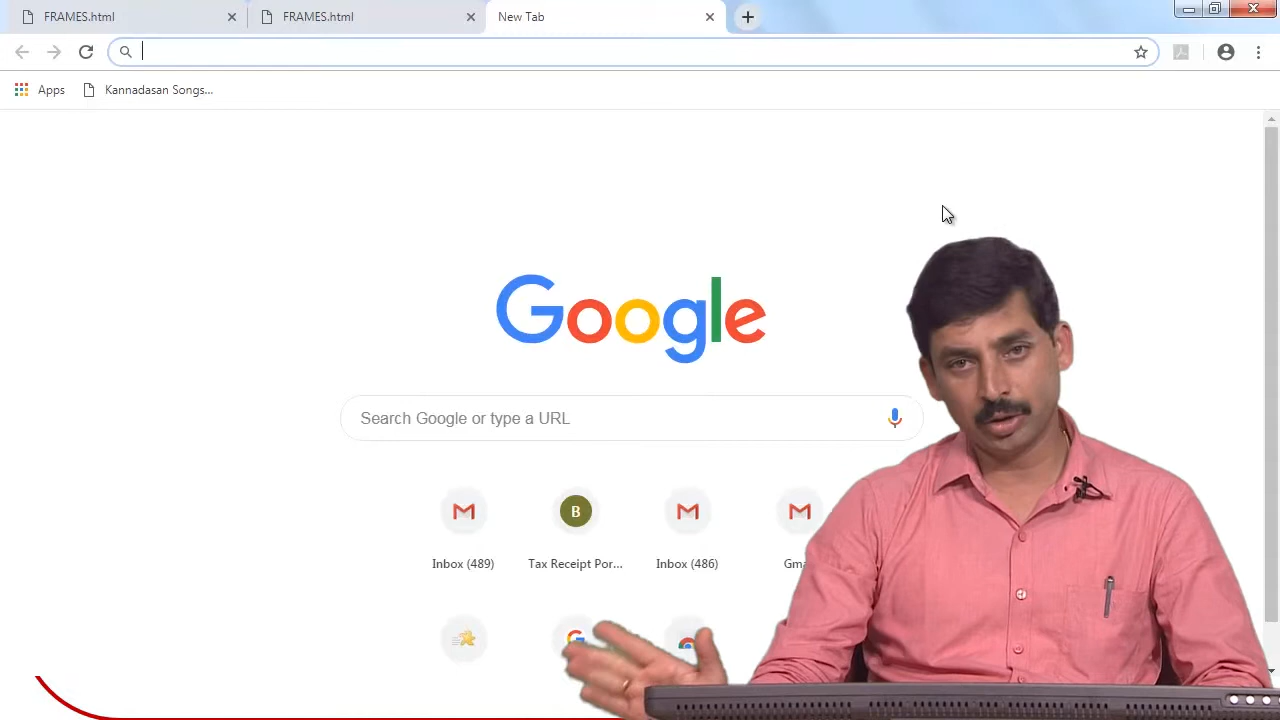 FRAMES.html
FRAMES.html
New Tab
Apps
Kannadasan Songs...
Google
Search Google or type a URL
B
Inbox (489)
Tax Receipt Por...
Inbox (486)
Gma